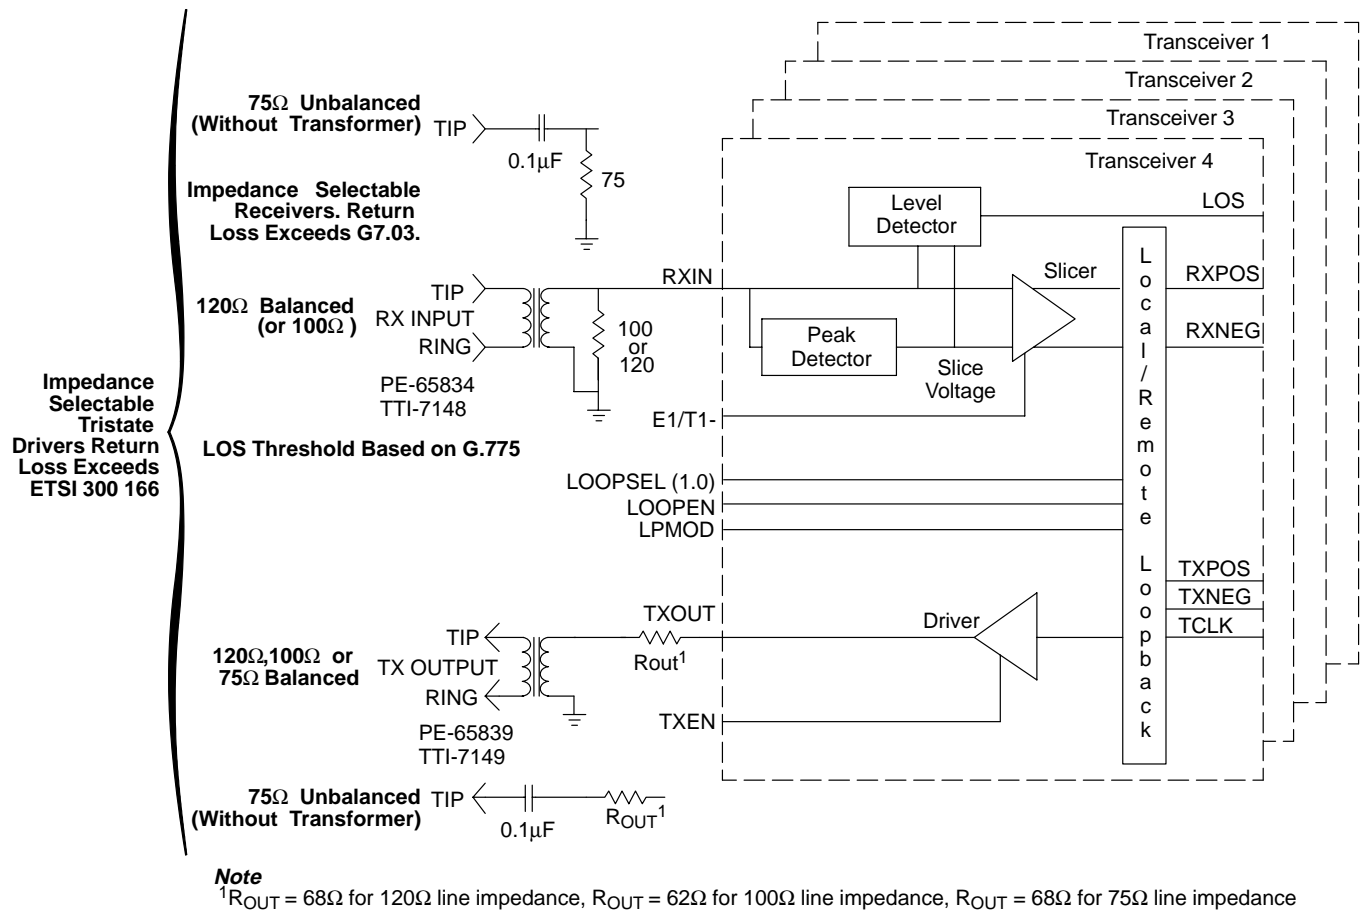 Transceiver 1
Transceiver 2
Transceiver 3
Transceiver 4
75Ω Unbalanced
(Without Transformer)
TIP
0.1μF
75
Impedance Selectable
Receivers. Return
Loss Exceeds G7.03.
Level
Detector
LOS
RXIN
Slicer
RXPOS
120Ω Balanced
(or 100Ω )
TIP
RX INPUT
RING
100
or
120
Peak
Detector
Slice
Voltage
RXNEG
PE-65834
TTI-7148
E1/T1-
Impedance
Selectable
Tristate
Drivers Return
Loss Exceeds
ETSI 300 166
LOS Threshold Based on G.775
LOOPSEL (1.0)
LOOPEN
LPMOD
Local/Remote Loopback
TXPOS
TXNEG
TCLK
TXOUT
Driver
120Ω,100Ω or
75Ω Balanced
TIP
TX OUTPUT
RING
Rout1
TXEN
PE-65839
TTI-7149
75Ω Unbalanced
(Without Transformer)
TIP
0.1μF
ROUT1
Note
1ROUT = 68Ω for 120Ω line impedance, ROUT = 62Ω for 100Ω line impedance, ROUT = 68Ω for 75Ω line impedance